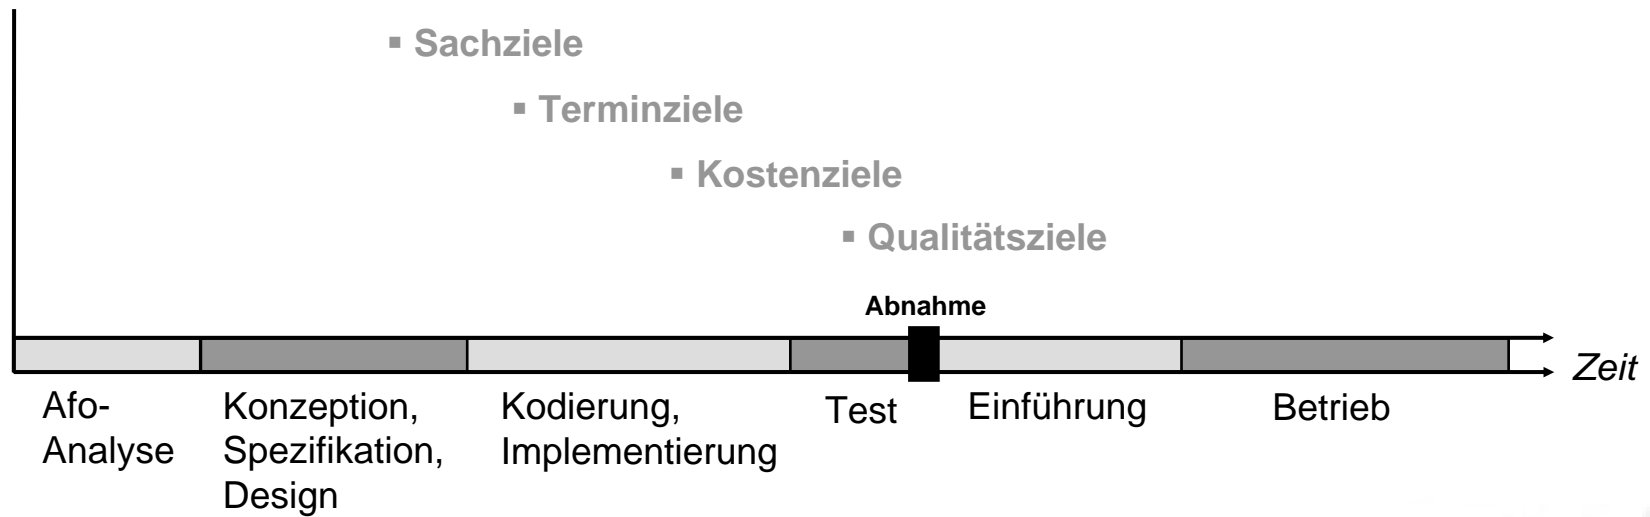 ▪ Sachziele
▪ Terminziele
▪ Kostenziele
▪ Qualitätsziele
Abnahme
Zeit
Afo-
Analyse
Konzeption,
Spezifikation,
Design
Kodierung,
Implementierung
Test
Einführung
Betrieb